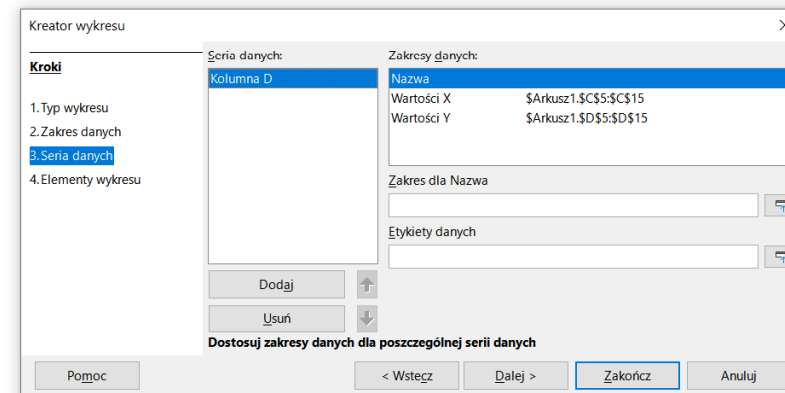 Kreator wykresu
Kroki
1.Typ wykresu
2.Zakres danych
3.Seria danych
4.Elementy wykresu
Seria danych:
Kolumna D
Dodaj
Usuń
Zakresy danych:
Nazwa
Wartości X $Arkusz1.$C$5:$C$15
Wartości Y $Arkusz1.$D$5:$D$15
Zakres dla Nazwa
Etykiety danych
Dostosuj zakresy danych dla poszczególnej serii danych
Pomoc
< Wstecz
Dalej >
Zakończ
Anuluj